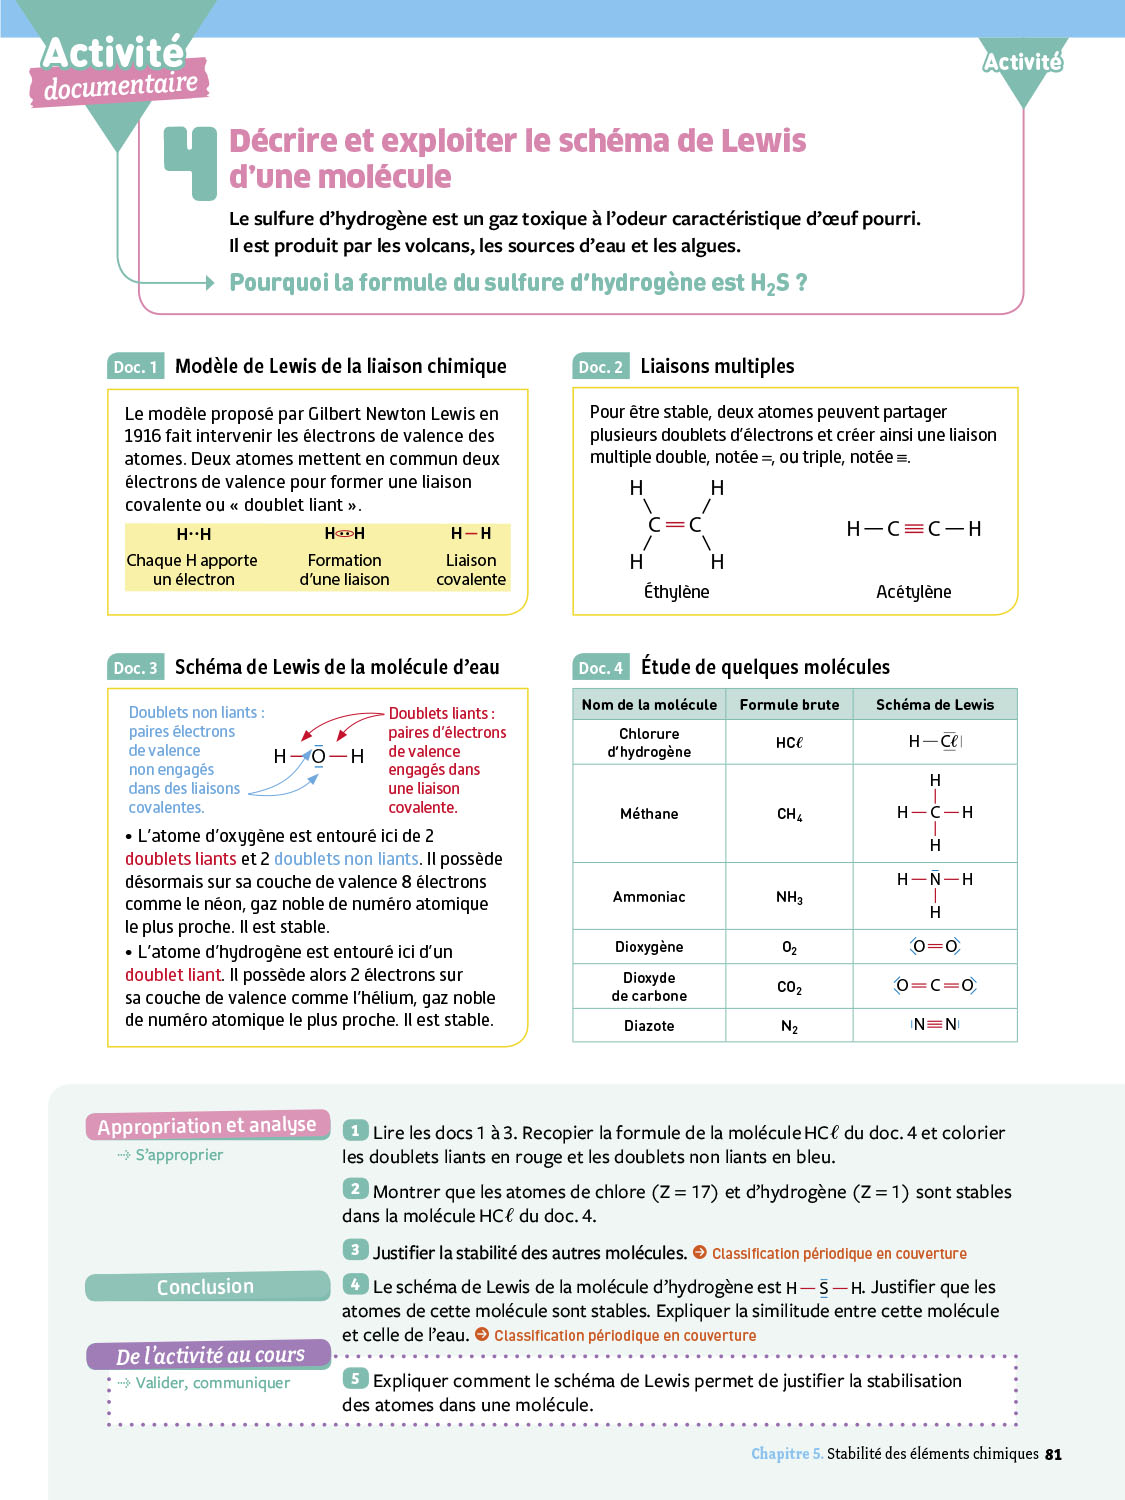 Activité
documentaire
Activité
4
Décrire et exploiter le schéma de Lewis
d'une molécule
Le sulfure d'hydrogène est un gaz toxique à l'odeur caractéristique d'œuf pourri.
Il est produit par les volcans, les sources d'eau et les algues.
Pourquoi la formule du sulfure d'hydrogène est H₂S ?
Doc. 1 Modèle de Lewis de la liaison chimique
Le modèle proposé par Gilbert Newton Lewis en
1916 fait intervenir les électrons de valence des
atomes. Deux atomes mettent en commun deux
électrons de valence pour former une liaison
covalente ou « doublet liant ».
H··H H··H H—H
Chaque H apporte Formation Liaison
un électron d'une liaison covalente
Doc. 2 Liaisons multiples
Pour être stable, deux atomes peuvent partager
plusieurs doublets d'électrons et créer ainsi une liaison
multiple double, notée =, ou triple, notée ≡.
H H
C=C H—C≡C—H
H H
Éthylène Acétylène
Doc. 3 Schéma de Lewis de la molécule d'eau
Doublets non liants :
paires électrons
de valence
non engagés
dans des liaisons
covalentes.
H—O—H
Doublets liants :
paires d'électrons
de valence
engagés dans
une liaison
covalente.
• L'atome d'oxygène est entouré ici de 2
doublets liants et 2 doublets non liants. Il possède
désormais sur sa couche de valence 8 électrons
comme le néon, gaz noble de numéro atomique
le plus proche. Il est stable.
• L'atome d'hydrogène est entouré ici d'un
doublet liant. Il possède alors 2 électrons sur
sa couche de valence comme l'hélium, gaz noble
de numéro atomique le plus proche. Il est stable.
Doc. 4 Étude de quelques molécules
Nom de la molécule Formule brute Schéma de Lewis
Chlorure
d'hydrogène HCℓ H—Cℓ|
H
Méthane CH₄ H—C—H
H
Ammoniac NH₃ H—N—H
H
Dioxygène O₂ O=O
Dioxyde
de carbone CO₂ O=C=O
Diazote N₂ |N≡N|
Appropriation et analyse
⇢ S'approprier
1 Lire les docs 1 à 3. Recopier la formule de la molécule HCℓ du doc. 4 et colorier
les doublets liants en rouge et les doublets non liants en bleu.
2 Montrer que les atomes de chlore (Z = 17) et d'hydrogène (Z = 1) sont stables
dans la molécule HCℓ du doc. 4.
3 Justifier la stabilité des autres molécules. ➔ Classification périodique en couverture
Conclusion
4 Le schéma de Lewis de la molécule d'hydrogène est H—S—H. Justifier que les
atomes de cette molécule sont stables. Expliquer la similitude entre cette molécule
et celle de l'eau. ➔ Classification périodique en couverture
De l'activité au cours
⇢ Valider, communiquer
5 Expliquer comment le schéma de Lewis permet de justifier la stabilisation
des atomes dans une molécule.
Chapitre 5. Stabilité des éléments chimiques 81